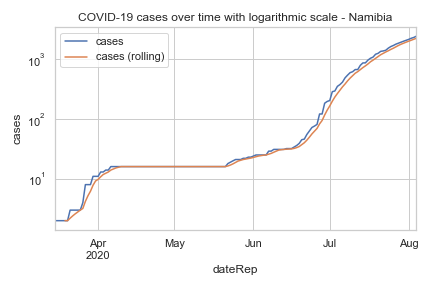 COVID-19 cases over time with logarithmic scale - Namibia
cases
cases (rolling)
10³
10²
10¹
cases
Apr
2020
May
Jun
Jul
Aug
dateRep